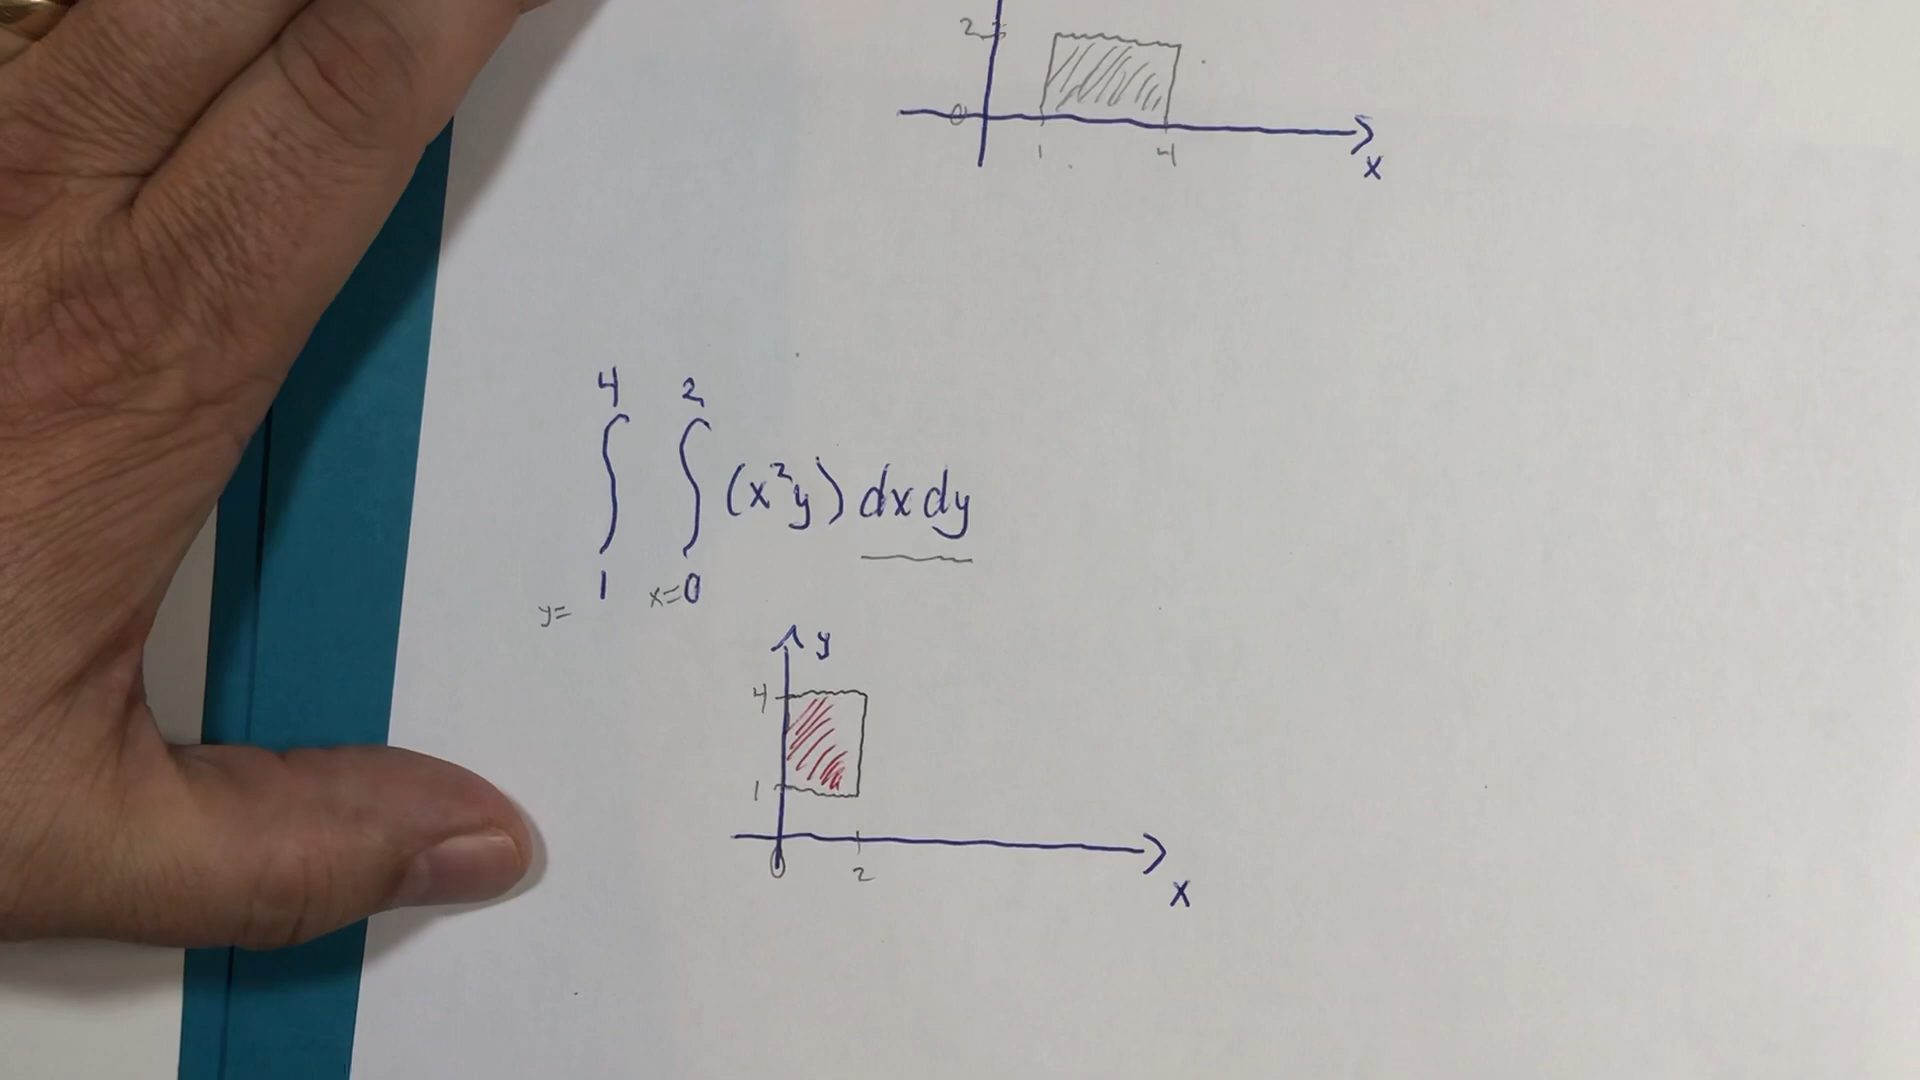 2
0
1 4
x
4 2
∫ ∫ (x²y) dx dy
y= 1 x=0
y
4
1
0 2
x